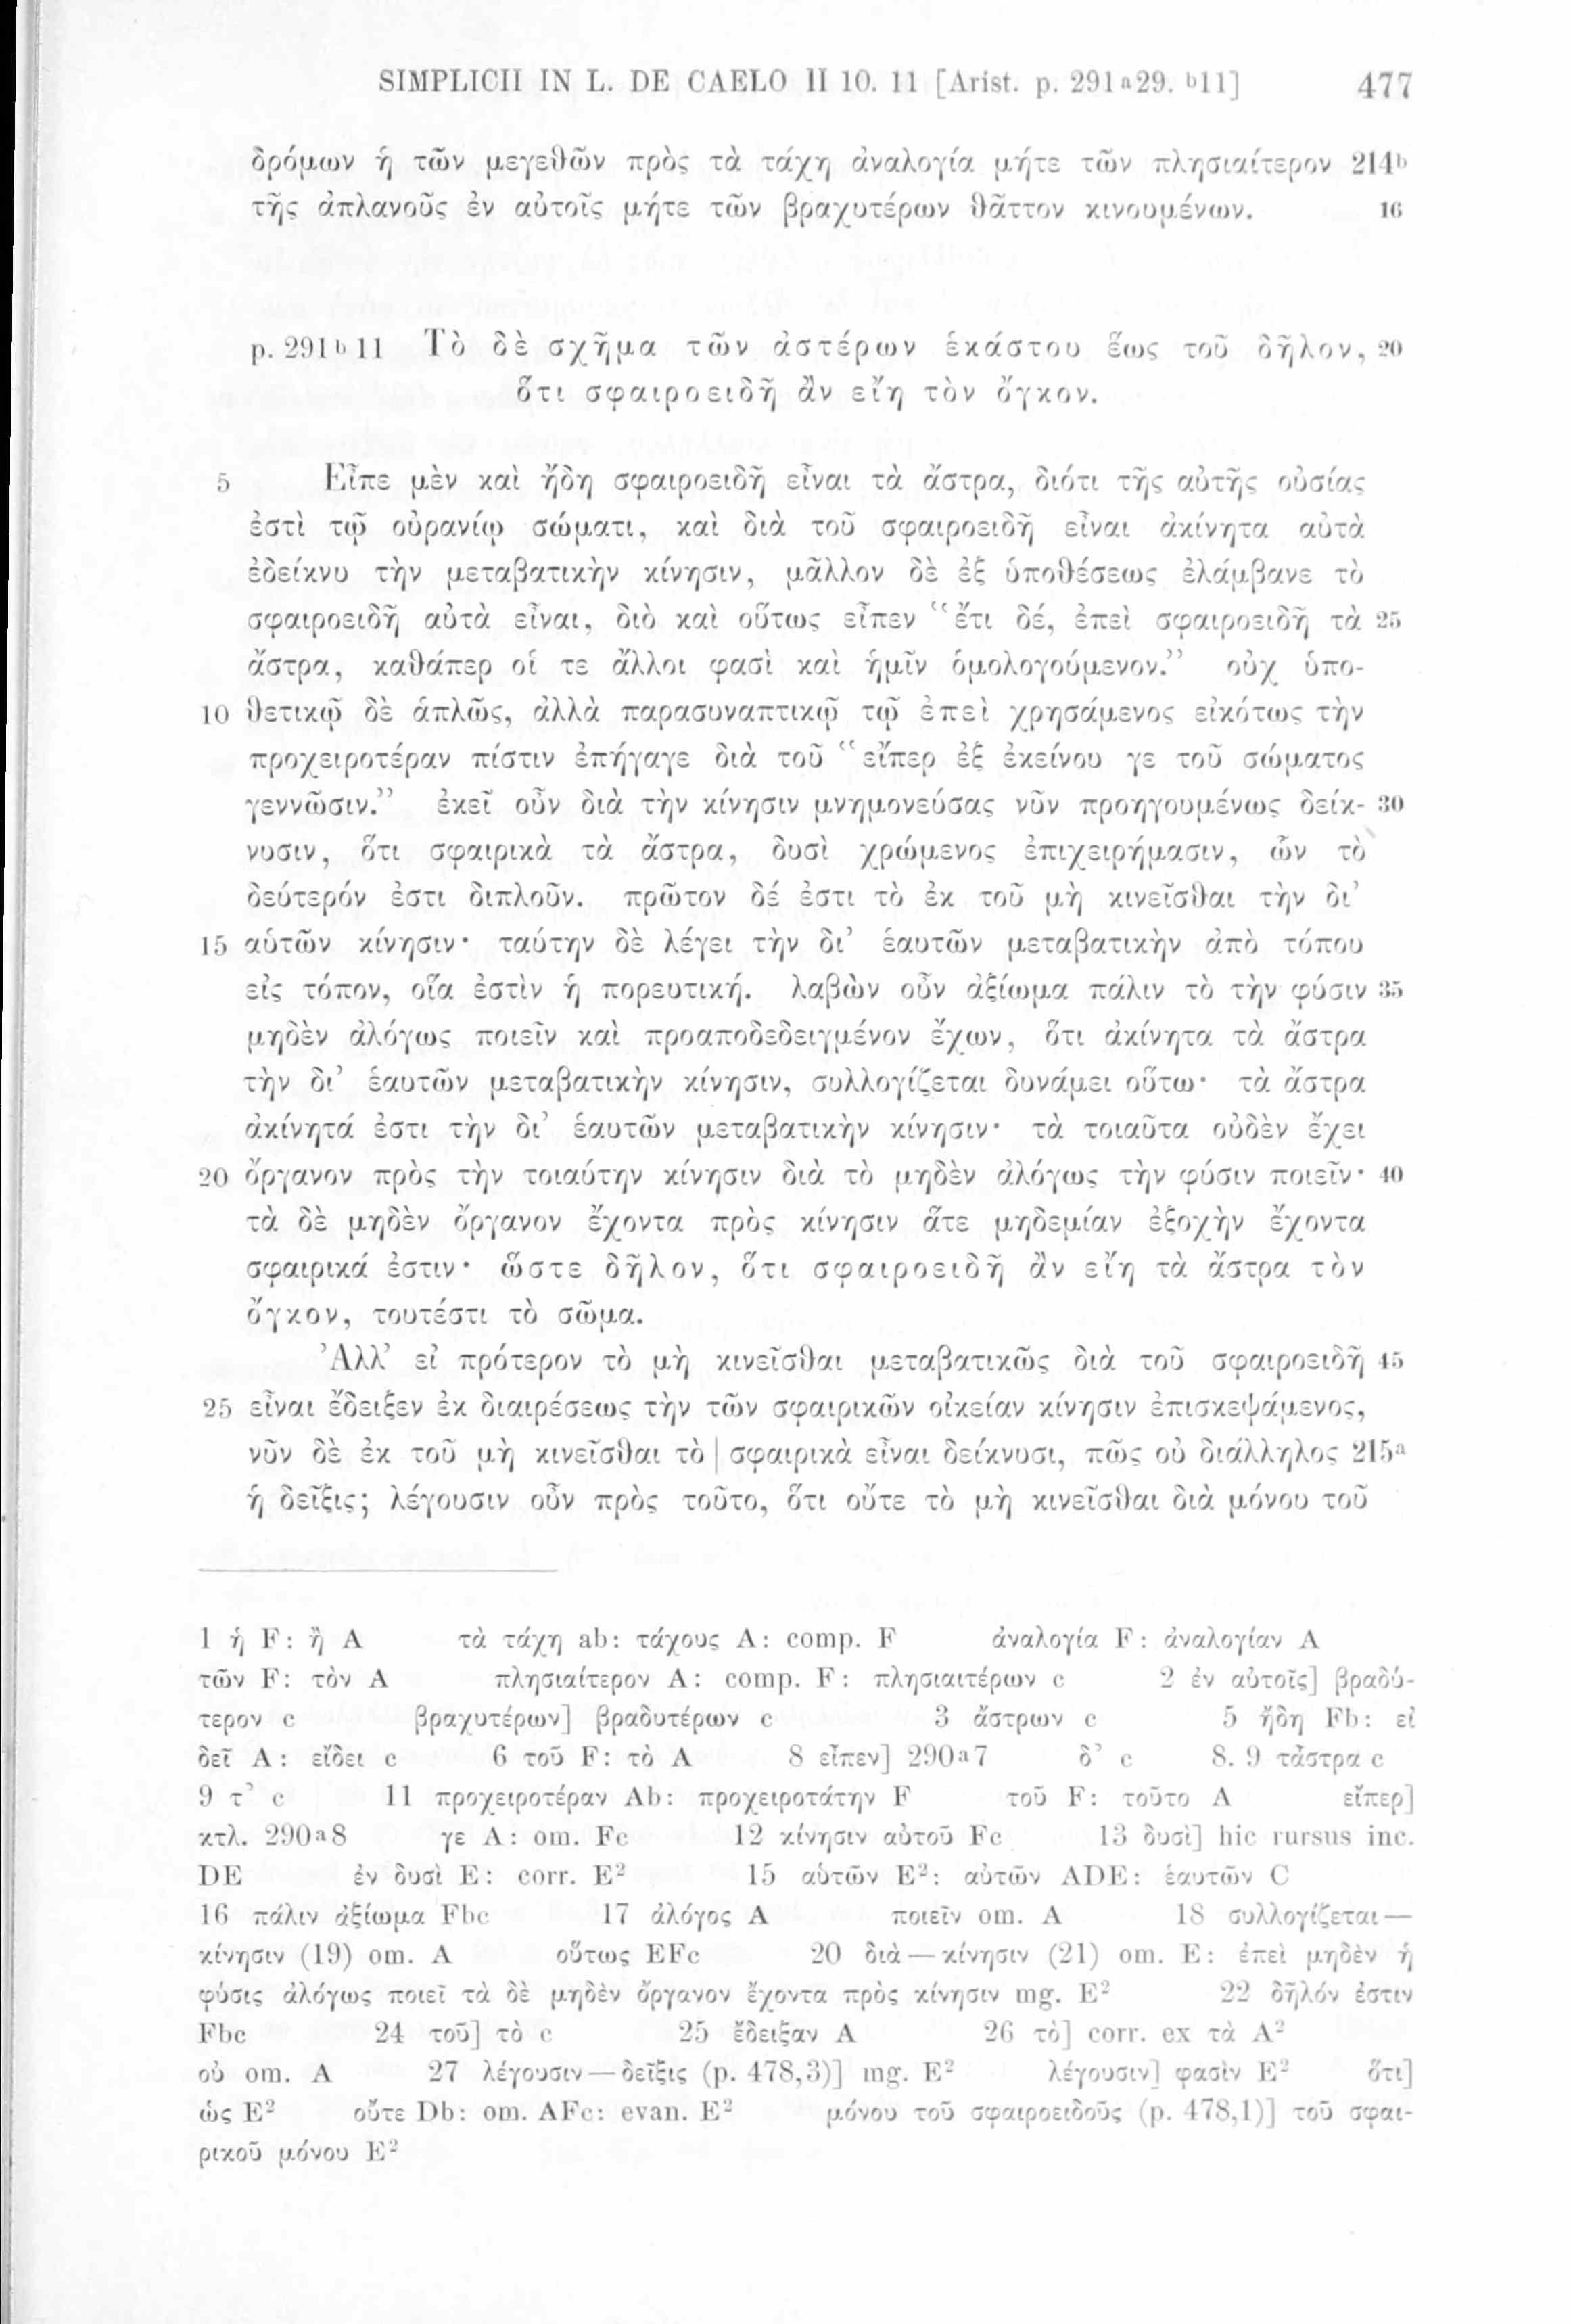 SIMPLICII IN L. DE CAELO II 10. 11 [Arist. p. 291a29. b11] 477
δρόμων ἡ τῶν μεγεθῶν πρὸς τὰ τάχη ἀναλογία μήτε τῶν πλησιαίτερον 214b
τῆς ἀπλανοῦς ἐν αὐτοῖς μήτε τῶν βραχυτέρων θᾶττον κινουμένων. 16
p. 291b11 Τὸ δὲ σχῆμα τῶν ἀστέρων ἑκάστου ἕως τοῦ δῆλον, 20
ὅτι σφαιροειδῆ ἂν εἴη τὸν ὄγκον.
5 Εἶπε μὲν καὶ ἤδη σφαιροειδῆ εἶναι τὰ ἄστρα, διότι τῆς αὐτῆς οὐσίας
ἐστὶ τῷ οὐρανίῳ σώματι, καὶ διὰ τοῦ σφαιροειδῆ εἶναι ἀκίνητα αὐτὰ
ἐδείκνυ τὴν μεταβατικὴν κίνησιν, μᾶλλον δὲ ἐξ ὑποθέσεως ἐλάμβανε τὸ
σφαιροειδῆ αὐτὰ εἶναι, διὸ καὶ οὕτως εἶπεν “ἔτι δέ, ἐπεὶ σφαιροειδῆ τὰ 25
ἄστρα, καθάπερ οἵ τε ἄλλοι φασὶ καὶ ἡμῖν ὁμολογούμενον.” οὐχ ὑπο-
10 θετικῷ δὲ ἁπλῶς, ἀλλὰ παρασυναπτικῷ τῷ ἐπεὶ χρησάμενος εἰκότως τὴν
προχειροτέραν πίστιν ἐπήγαγε διὰ τοῦ “εἴπερ ἐξ ἐκείνου γε τοῦ σώματος
γεννῶσιν.” ἐκεῖ οὖν διὰ τὴν κίνησιν μνημονεύσας νῦν προηγουμένως δείκ- 30
νυσιν, ὅτι σφαιρικὰ τὰ ἄστρα, δυσὶ χρώμενος ἐπιχειρήμασιν, ὧν τὸ
δεύτερόν ἐστι διπλοῦν. πρῶτον δέ ἐστι τὸ ἐκ τοῦ μὴ κινεῖσθαι τὴν δι’
15 αὑτῶν κίνησιν· ταύτην δὲ λέγει τὴν δι’ ἑαυτῶν μεταβατικὴν ἀπὸ τόπου
εἰς τόπον, οἵα ἐστὶν ἡ πορευτική. λαβὼν οὖν ἀξίωμα πάλιν τὸ τὴν φύσιν 35
μηδὲν ἀλόγως ποιεῖν καὶ προαποδεδειγμένον ἔχων, ὅτι ἀκίνητα τὰ ἄστρα
τὴν δι’ ἑαυτῶν μεταβατικὴν κίνησιν, συλλογίζεται δυνάμει οὕτω· τὰ ἄστρα
ἀκίνητά ἐστι τὴν δι’ ἑαυτῶν μεταβατικὴν κίνησιν· τὰ τοιαῦτα οὐδὲν ἔχει
20 ὄργανον πρὸς τὴν τοιαύτην κίνησιν διὰ τὸ μηδὲν ἀλόγως τὴν φύσιν ποιεῖν· 40
τὰ δὲ μηδὲν ὄργανον ἔχοντα πρὸς κίνησιν ἅτε μηδεμίαν ἐξοχὴν ἔχοντα
σφαιρικά ἐστιν· ὥστε δῆλον, ὅτι σφαιροειδῆ ἂν εἴη τὰ ἄστρα τὸν
ὄγκον, τουτέστι τὸ σῶμα.
Ἀλλ’ εἰ πρότερον τὸ μὴ κινεῖσθαι μεταβατικῶς διὰ τοῦ σφαιροειδῆ 45
25 εἶναι ἔδειξεν ἐκ διαιρέσεως τὴν τῶν σφαιρικῶν οἰκείαν κίνησιν ἐπισκεψάμενος,
νῦν δὲ ἐκ τοῦ μὴ κινεῖσθαι τὸ | σφαιρικὰ εἶναι δείκνυσι, πῶς οὐ διάλληλος 215a
ἡ δεῖξις; λέγουσιν οὖν πρὸς τοῦτο, ὅτι οὔτε τὸ μὴ κινεῖσθαι διὰ μόνου τοῦ
1 ἡ F: ἢ A τὰ τάχη ab: τάχους A: comp. F ἀναλογία F: ἀναλογίαν A
τῶν F: τὸν A πλησιαίτερον A: comp. F: πλησιαιτέρων c 2 ἐν αὐτοῖς] βραδύ-
τερον c βραχυτέρων] βραδυτέρων c 3 ἄστρων c 5 ἤδη Fb: εἰ
δεῖ A: εἴδει c 6 τοῦ F: τὸ A 8 εἶπεν] 290a7 δ’ c 8. 9 τἆστρα c
9 τ’ c 11 προχειροτέραν Ab: προχειροτάτην F τοῦ F: τοῦτο A εἴπερ]
κτλ. 290a8 γε A: om. Fc 12 κίνησιν αὐτοῦ Fc 13 δυσὶ] hic rursus inc.
DE ἐν δυσὶ E: corr. E² 15 αὑτῶν E²: αὐτῶν ADE: ἑαυτῶν C
16 πάλιν ἀξίωμα Fbc 17 ἀλόγος A ποιεῖν om. A 18 συλλογίζεται—
κίνησιν (19) om. A οὕτως EFc 20 διὰ—κίνησιν (21) om. E: ἐπεὶ μηδὲν ἡ
φύσις ἀλόγως ποιεῖ τὰ δὲ μηδὲν ὄργανον ἔχοντα πρὸς κίνησιν mg. E² 22 δῆλόν ἐστιν
Fbc 24 τοῦ] τὸ c 25 ἔδειξαν A 26 τὸ] corr. ex τὰ A²
οὐ om. A 27 λέγουσιν—δεῖξις (p. 478,3)] mg. E² λέγουσιν] φασὶν E² ὅτι]
ὡς E² οὔτε Db: om. AFc: evan. E² μόνου τοῦ σφαιροειδοῦς (p. 478,1)] τοῦ σφαι-
ρικοῦ μόνου E²